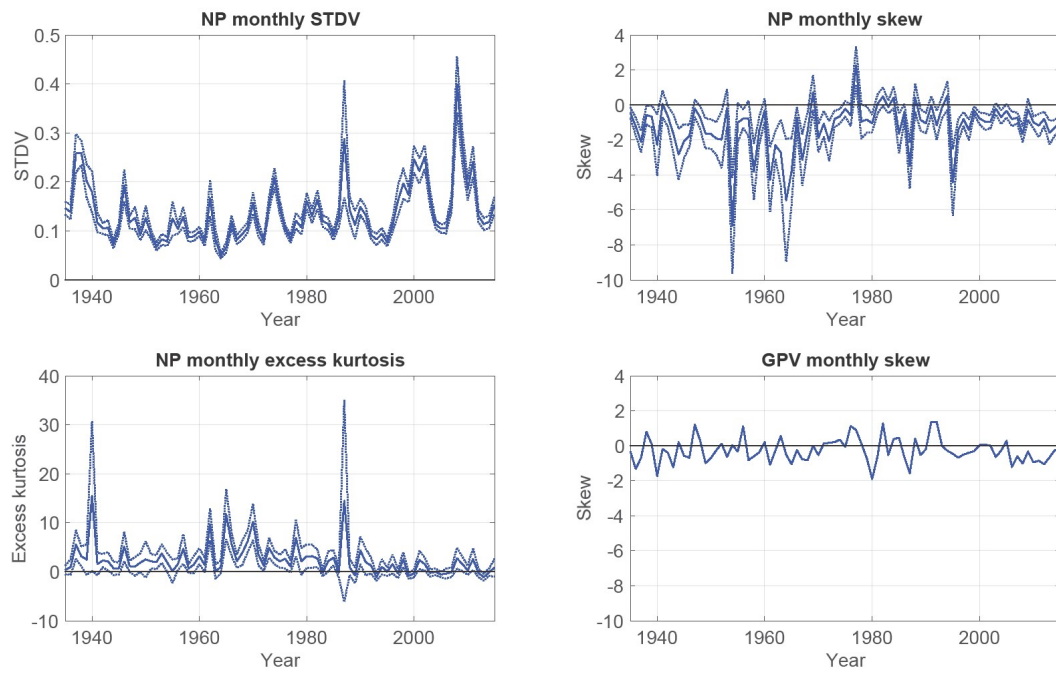 NP monthly STDV
0.5
0.4
0.3
0.2
0.1
0
STDV
1940 1960 1980 2000
Year
NP monthly skew
4
2
0
-2
-4
-6
-8
-10
Skew
1940 1960 1980 2000
Year
NP monthly excess kurtosis
40
30
20
10
0
-10
Excess kurtosis
1940 1960 1980 2000
Year
GPV monthly skew
4
2
0
-2
-4
-6
-8
-10
Skew
1940 1960 1980 2000
Year